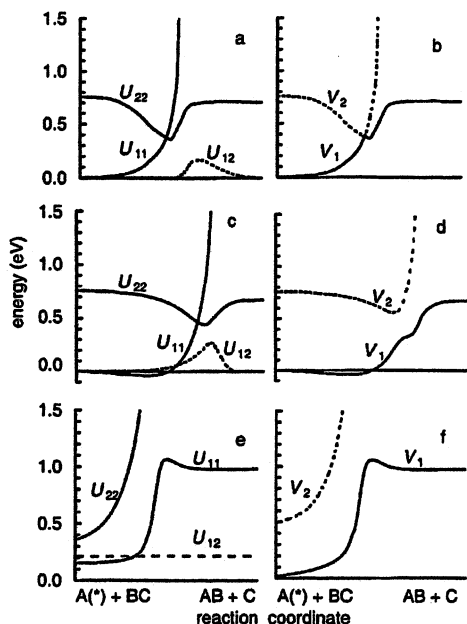 1.5
a
b
U22
V2
1.0
0.5
U11
U12
V1
0.0
1.5
c
d
1.0
U22
V2
0.5
U11
U12
V1
0.0
energy (eV)
1.5
e
f
U11
V1
1.0
U22
V2
0.5
U12
0.0
A(*) + BC
AB + C
A(*) + BC
AB + C
reaction coordinate